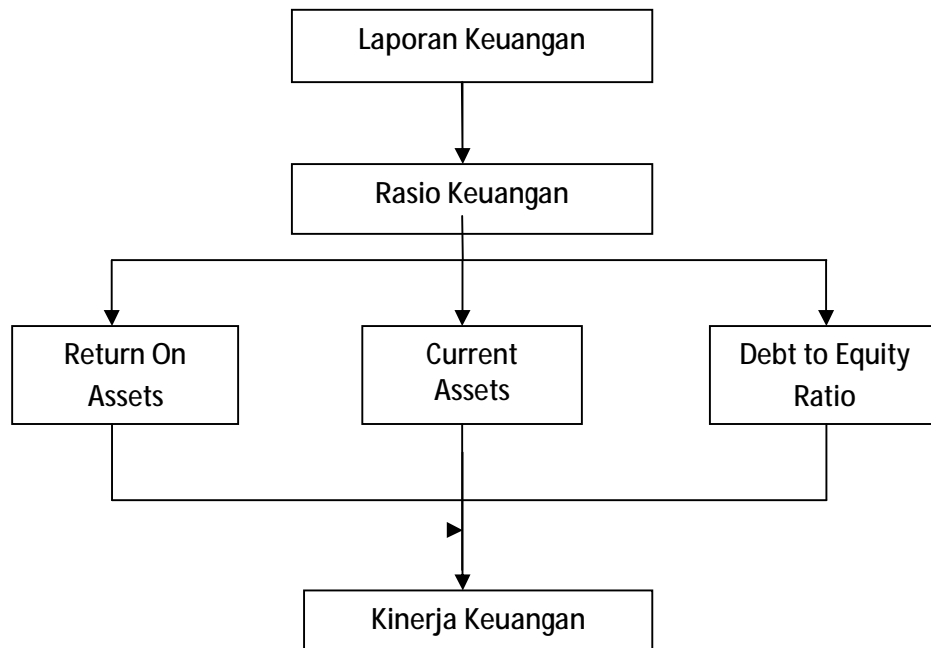 Laporan Keuangan
Rasio Keuangan
Return On
Assets
Current
Assets
Debt to Equity
Ratio
Kinerja Keuangan